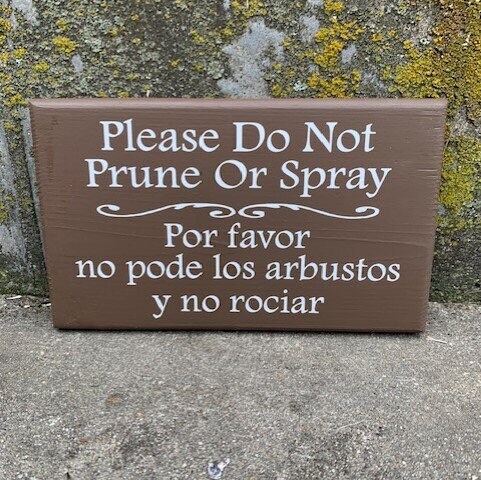 Please Do Not
Prune Or Spray
Por favor
no pode los arbustos
y no rociar